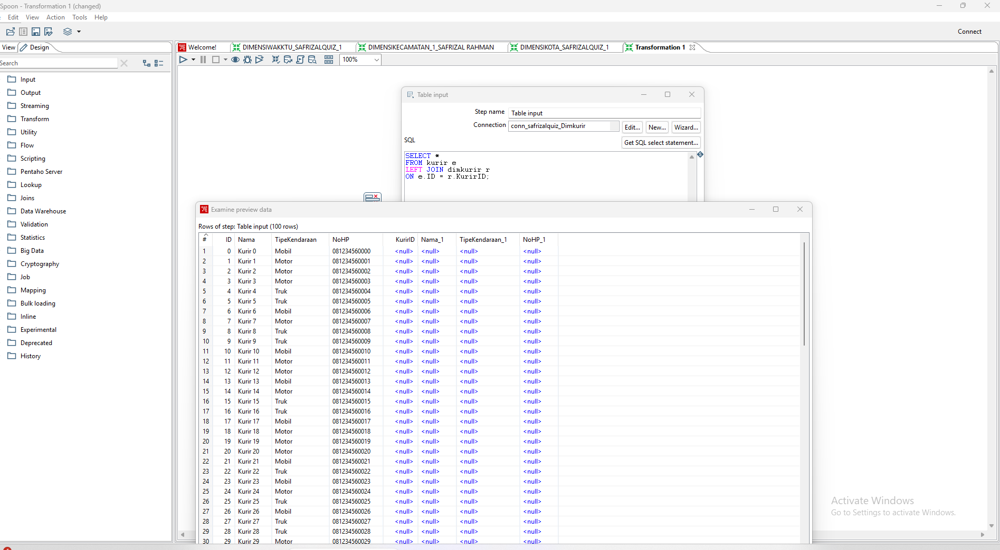 Spoon - Transformation 1 (changed)
Edit View Action Tools Help
Connect
View Design
Welcome! DIMENSIWAKKTU_SAFRIZALQUIZ_1 DIMENSIKECAMATAN_1_SAFRIZAL RAHMAN DIMENSIKOTA_SAFRIZALQUIZ_1 Transformation 1
100%
Search
Input
Output
Streaming
Transform
Utility
Flow
Scripting
Pentaho Server
Lookup
Joins
Data Warehouse
Validation
Statistics
Big Data
Cryptography
Job
Mapping
Bulk loading
Inline
Experimental
Deprecated
History
Table input
Step name Table input
Connection conn_safrizalquiz_Dimkurir Edit... New... Wizard...
SQL Get SQL select statement...
SELECT *
FROM kurir e
LEFT JOIN dimkurir r
ON e.ID = r.KurirID;
Examine preview data
Rows of step: Table input (100 rows)
# ID Nama TipeKendaraan NoHP KurirID Nama_1 TipeKendaraan_1 NoHP_1
1 0 Kurir 0 Mobil 081234560000 <null> <null> <null> <null>
2 1 Kurir 1 Motor 081234560001 <null> <null> <null> <null>
3 2 Kurir 2 Motor 081234560002 <null> <null> <null> <null>
4 3 Kurir 3 Motor 081234560003 <null> <null> <null> <null>
5 4 Kurir 4 Truk 081234560004 <null> <null> <null> <null>
6 5 Kurir 5 Truk 081234560005 <null> <null> <null> <null>
7 6 Kurir 6 Mobil 081234560006 <null> <null> <null> <null>
8 7 Kurir 7 Motor 081234560007 <null> <null> <null> <null>
9 8 Kurir 8 Truk 081234560008 <null> <null> <null> <null>
10 9 Kurir 9 Truk 081234560009 <null> <null> <null> <null>
11 10 Kurir 10 Mobil 081234560010 <null> <null> <null> <null>
12 11 Kurir 11 Motor 081234560011 <null> <null> <null> <null>
13 12 Kurir 12 Motor 081234560012 <null> <null> <null> <null>
14 13 Kurir 13 Mobil 081234560013 <null> <null> <null> <null>
15 14 Kurir 14 Motor 081234560014 <null> <null> <null> <null>
16 15 Kurir 15 Truk 081234560015 <null> <null> <null> <null>
17 16 Kurir 16 Truk 081234560016 <null> <null> <null> <null>
18 17 Kurir 17 Mobil 081234560017 <null> <null> <null> <null>
19 18 Kurir 18 Motor 081234560018 <null> <null> <null> <null>
20 19 Kurir 19 Motor 081234560019 <null> <null> <null> <null>
21 20 Kurir 20 Motor 081234560020 <null> <null> <null> <null>
22 21 Kurir 21 Mobil 081234560021 <null> <null> <null> <null>
23 22 Kurir 22 Truk 081234560022 <null> <null> <null> <null>
24 23 Kurir 23 Mobil 081234560023 <null> <null> <null> <null>
25 24 Kurir 24 Motor 081234560024 <null> <null> <null> <null>
26 25 Kurir 25 Truk 081234560025 <null> <null> <null> <null>
27 26 Kurir 26 Mobil 081234560026 <null> <null> <null> <null>
28 27 Kurir 27 Truk 081234560027 <null> <null> <null> <null>
29 28 Kurir 28 Truk 081234560028 <null> <null> <null> <null>
30 29 Kurir 29 Motor 081234560029 <null> <null> <null> <null>
Activate Windows
Go to Settings to activate Windows.